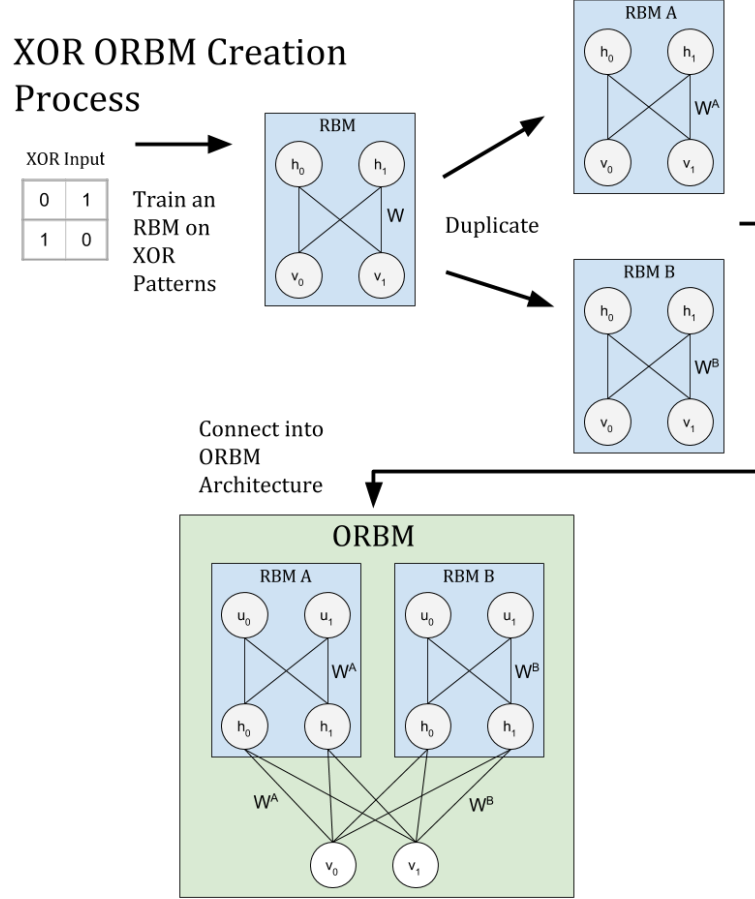 XOR ORBM Creation
Process
XOR Input
0 1
1 0
Train an
RBM on
XOR
Patterns
RBM
h0 h1
W
v0 v1
Duplicate
RBM A
h0 h1
WA
v0 v1
RBM B
h0 h1
WB
v0 v1
Connect into
ORBM
Architecture
ORBM
RBM A RBM B
u0 u1 u0 u1
WA WB
h0 h1 h0 h1
WA WB
v0 v1